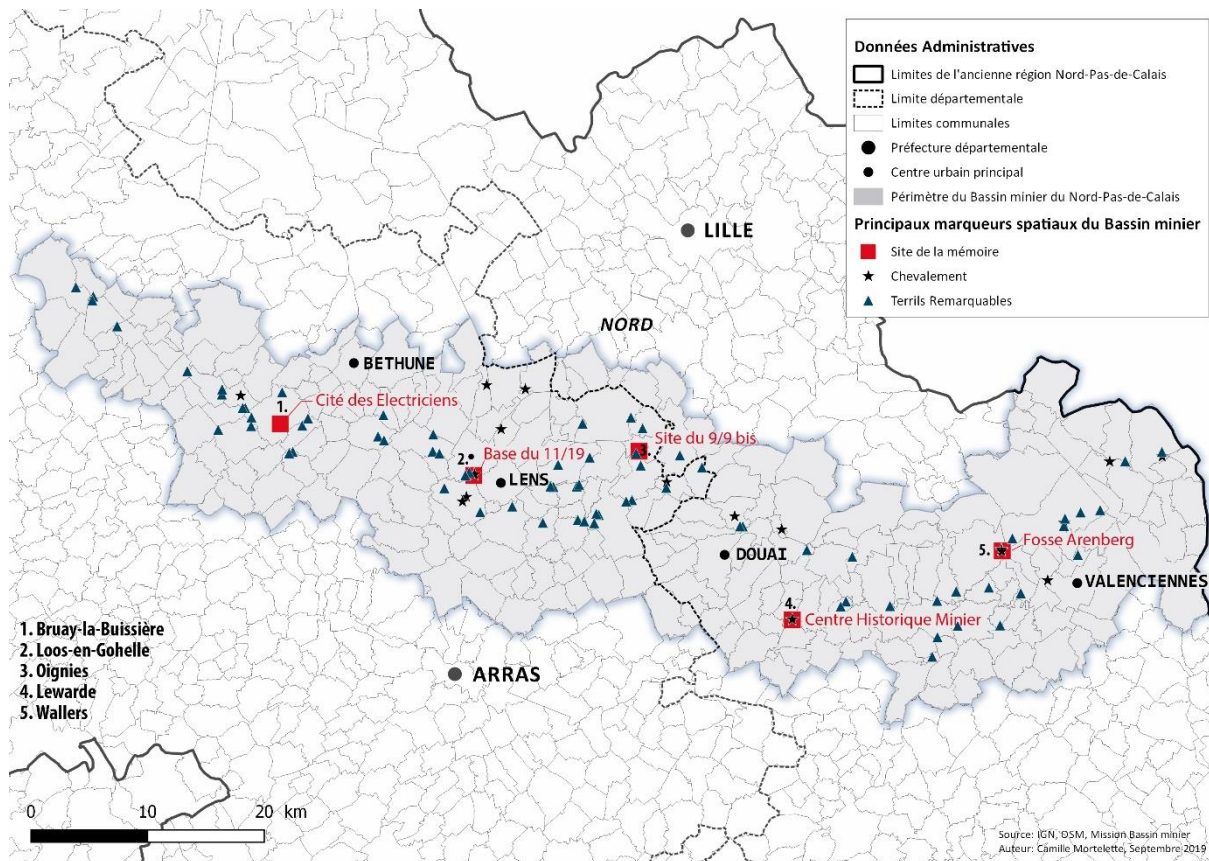 Données Administratives
Limites de l'ancienne région Nord-Pas-de-Calais
Limite départementale
Limites communales
Préfecture départementale
Centre urbain principal
Périmètre du Bassin minier du Nord-Pas-de-Calais
Principaux marqueurs spatiaux du Bassin minier
Site de la mémoire
Chevalement
Terrils Remarquables
LILLE
NORD
BETHUNE
1.
Cité des Electriciens
Site du 9/9 bis
3.
2.
Base du 11/19
LENS
DOUAI
5.
Fosse Arenberg
VALENCIENNES
4.
Centre Historique Minier
ARRAS
1. Bruay-la-Buissière
2. Loos-en-Gohelle
3. Oignies
4. Lewarde
5. Wallers
0 10 20 km
Source: IGN, OSM, Mission Bassin minier
Auteur: Camille Mortelette, Septembre 2019